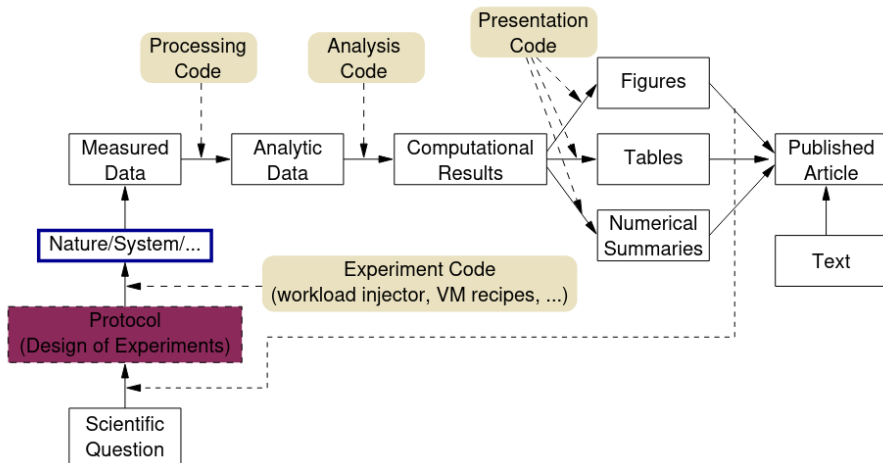 Processing
Code
Analysis
Code
Presentation
Code
Figures
Measured
Data
Analytic
Data
Computational
Results
Tables
Published
Article
Numerical
Summaries
Nature/System/...
Text
Experiment Code
(workload injector, VM recipes, ...)
Protocol
(Design of Experiments)
Scientific
Question